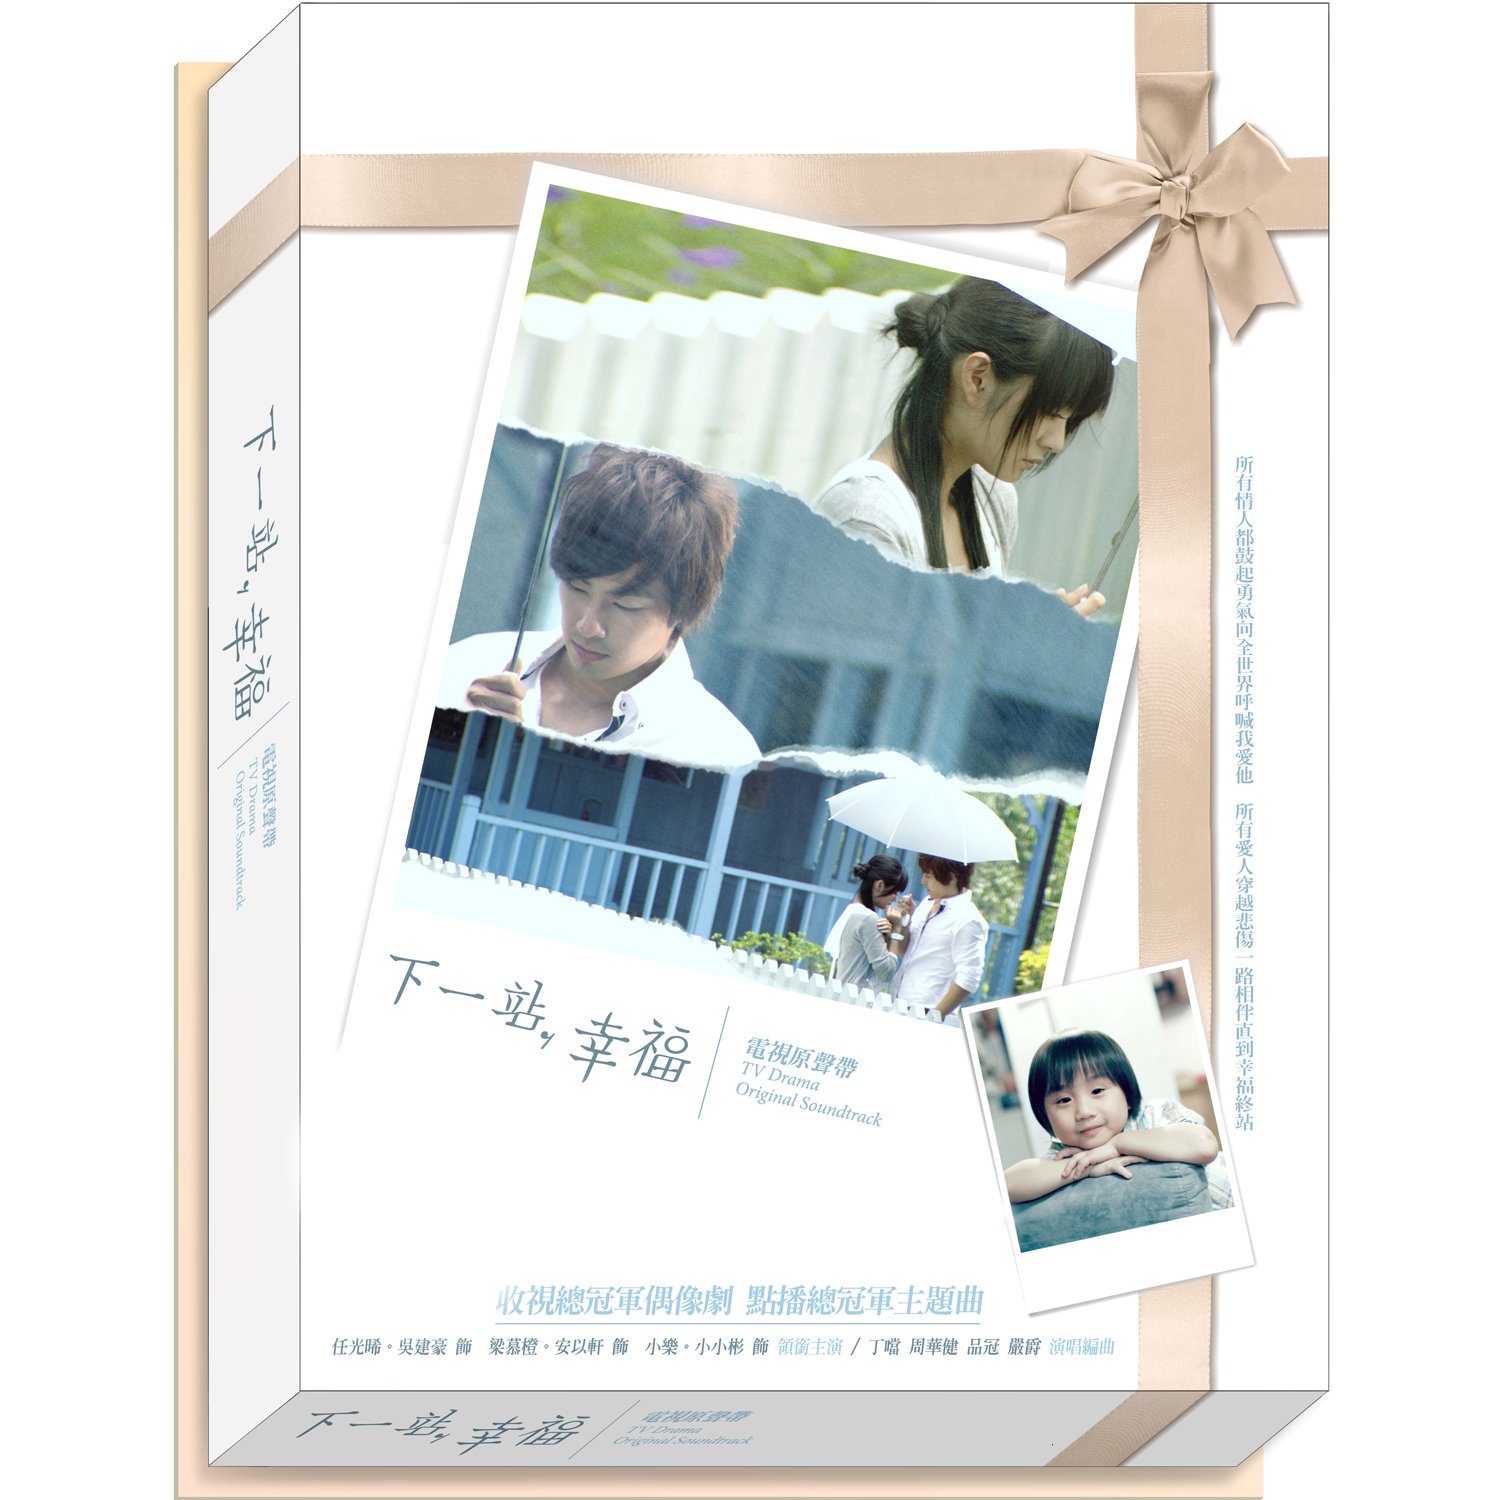 下一站,幸福
電視原聲帶
TV Drama
Original Soundtrack
所有情人都鼓起勇氣向全世界呼喊我愛他 所有愛人穿越悲傷一路相伴直到幸福終站
下一站,幸福
電視原聲帶
TV Drama
Original Soundtrack
收視總冠軍偶像劇 點播總冠軍主題曲
任光晞。吳建豪 飾 梁慕橙。安以軒 飾 小樂。小小彬 飾 領銜主演 / 丁噹 周華健 品冠 嚴爵 演唱編曲
下一站,幸福
電視原聲帶
TV Drama
Original Soundtrack